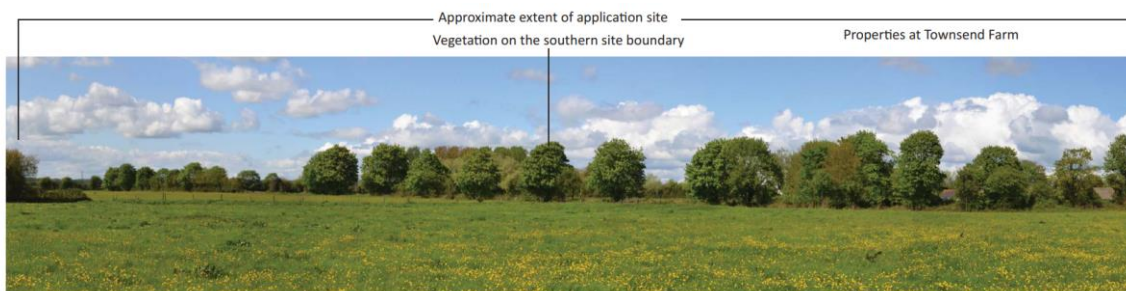 Approximate extent of application site
Vegetation on the southern site boundary
Properties at Townsend Farm